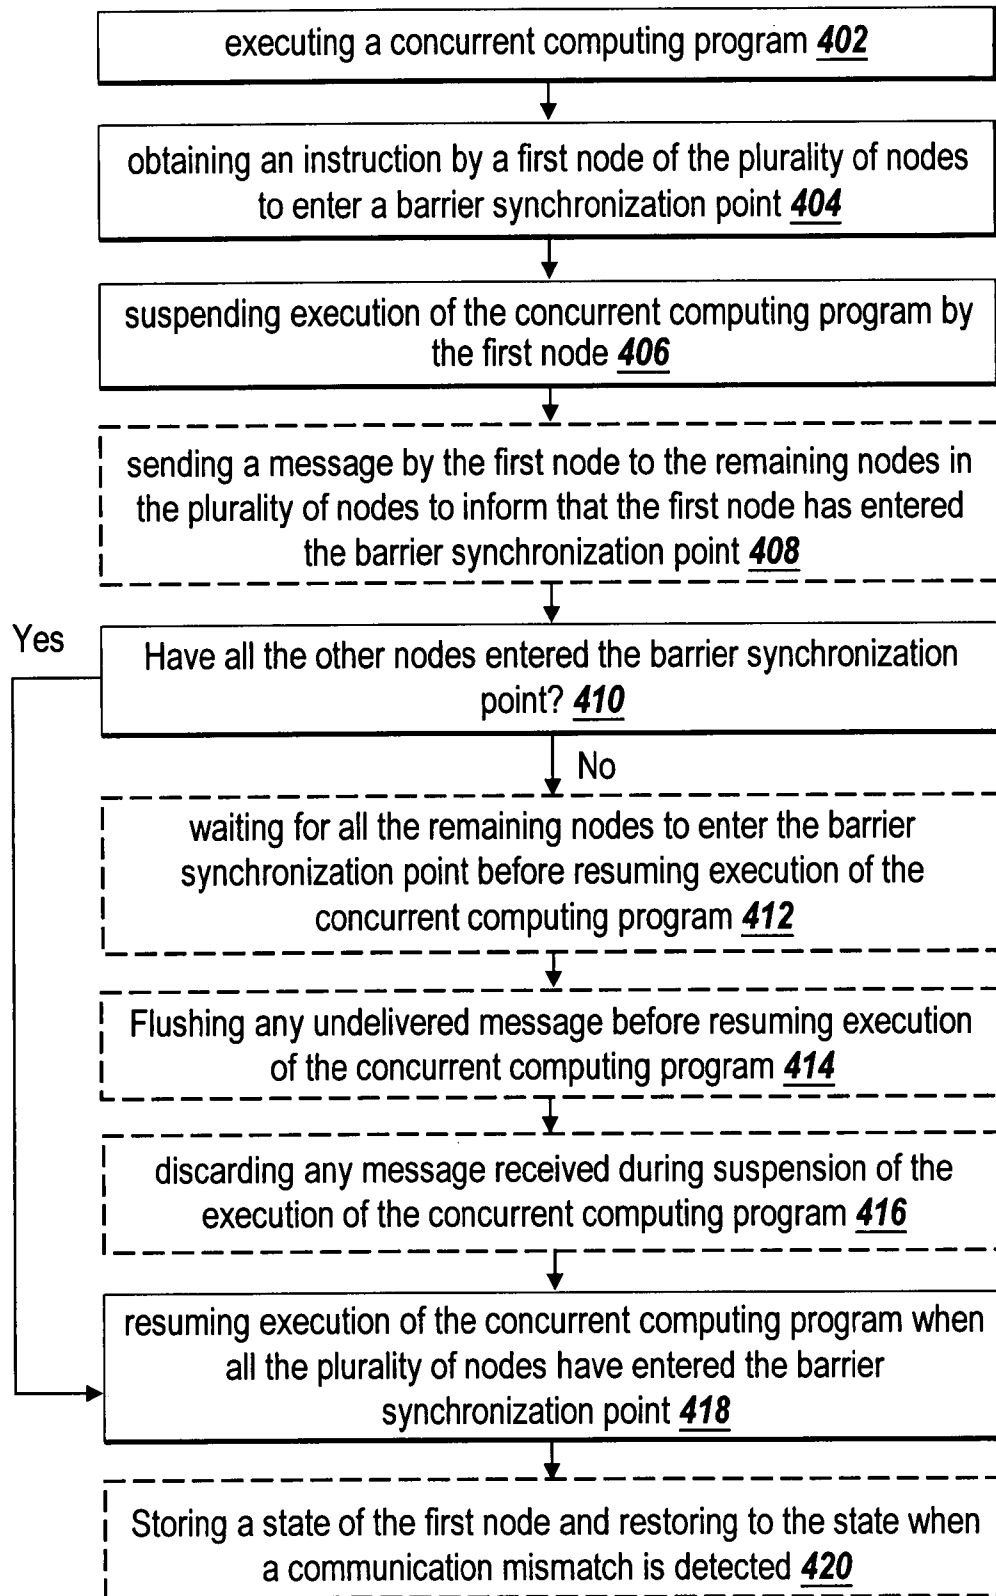 executing a concurrent computing program 402
obtaining an instruction by a first node of the plurality of nodes
to enter a barrier synchronization point 404
suspending execution of the concurrent computing program by
the first node 406
sending a message by the first node to the remaining nodes in
the plurality of nodes to inform that the first node has entered
the barrier synchronization point 408
Yes
Have all the other nodes entered the barrier synchronization
point? 410
No
waiting for all the remaining nodes to enter the barrier
synchronization point before resuming execution of the
concurrent computing program 412
Flushing any undelivered message before resuming execution
of the concurrent computing program 414
discarding any message received during suspension of the
execution of the concurrent computing program 416
resuming execution of the concurrent computing program when
all the plurality of nodes have entered the barrier
synchronization point 418
Storing a state of the first node and restoring to the state when
a communication mismatch is detected 420